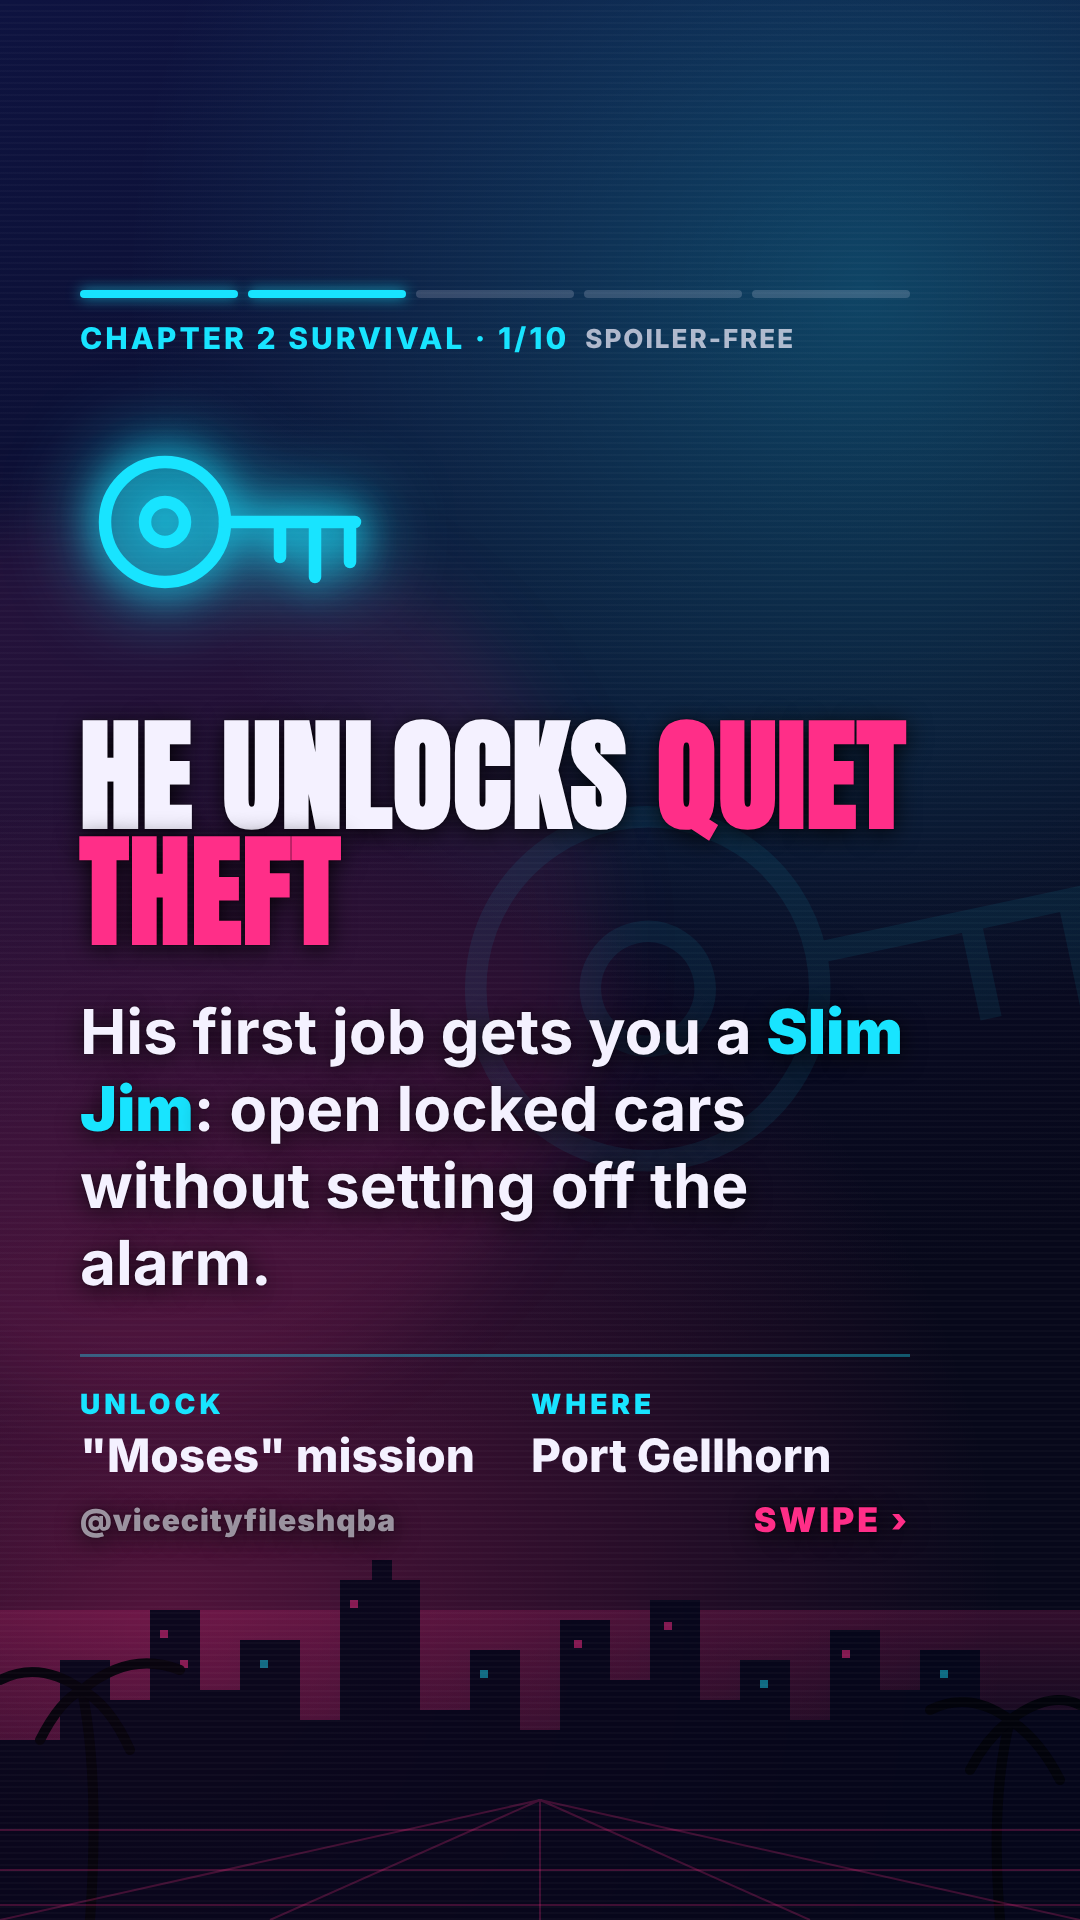 CHAPTER 2 SURVIVAL · 1/10 SPOILER-FREE
HE UNLOCKS QUIET
THEFT
His first job gets you a Slim
Jim: open locked cars
without setting off the
alarm.
UNLOCK WHERE
"Moses" mission Port Gellhorn
@vicecityfileshqba SWIPE ›